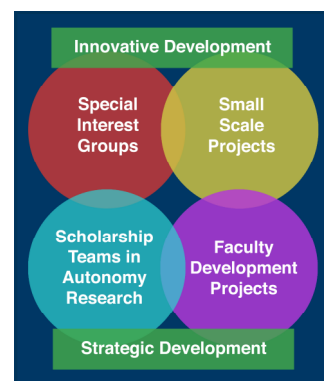 Innovative Development
Special
Interest
Groups
Small
Scale
Projects
Scholarship
Teams in
Autonomy
Research
Faculty
Development
Projects
Strategic Development